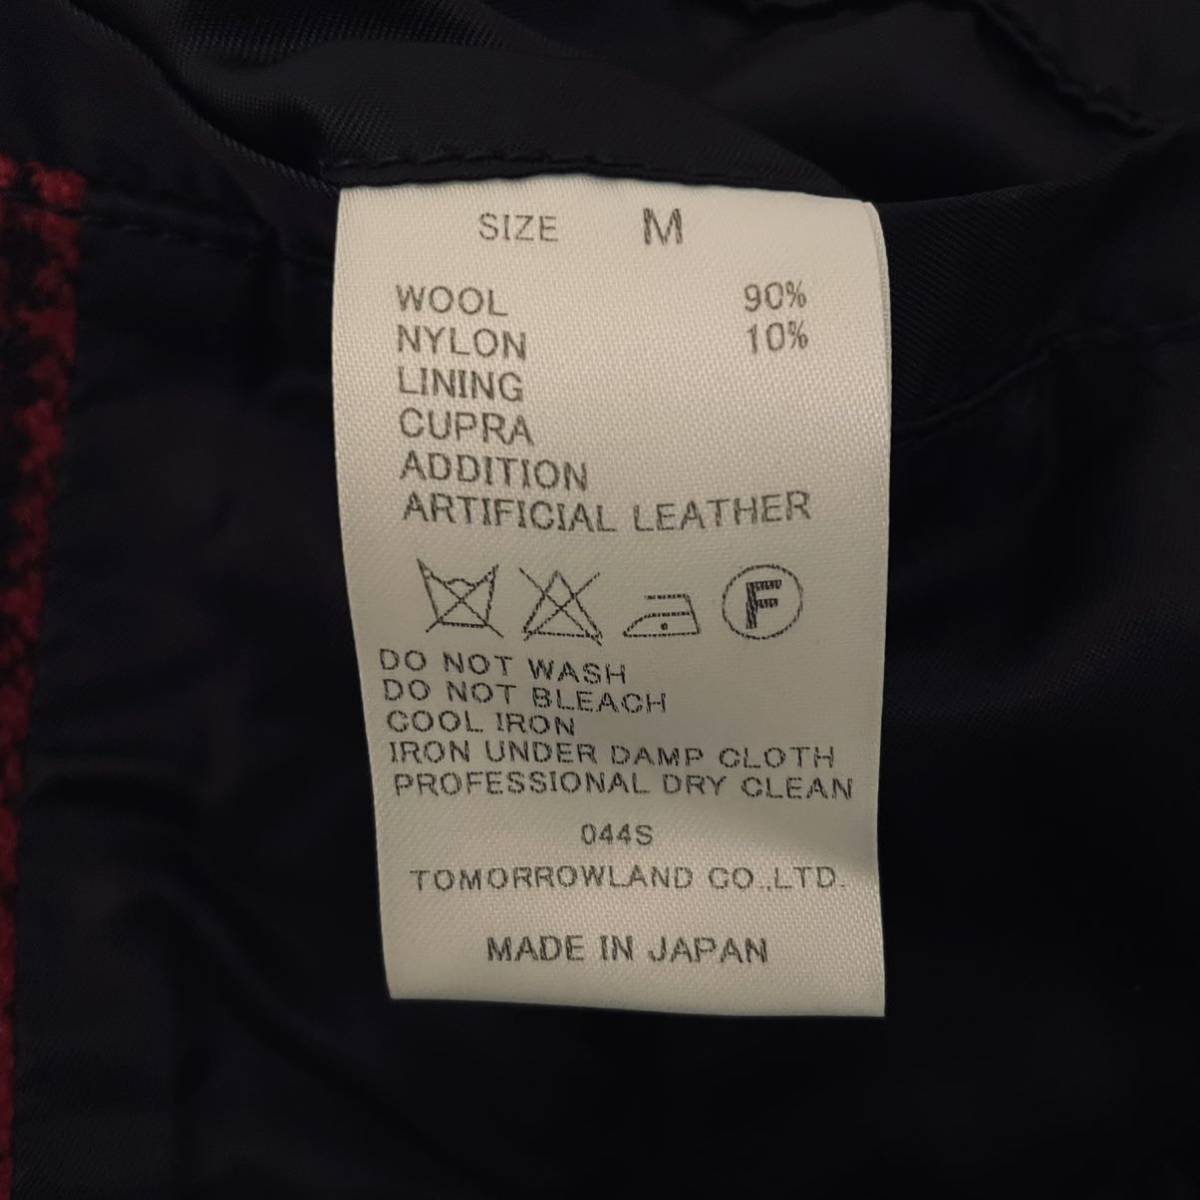 SIZE M
WOOL 90%
NYLON 10%
LINING
CUPRA
ADDITION
ARTIFICIAL LEATHER
F
DO NOT WASH
DO NOT BLEACH
COOL IRON
IRON UNDER DAMP CLOTH
PROFESSIONAL DRY CLEAN
044S
TOMORROWLAND CO.,LTD.
MADE IN JAPAN